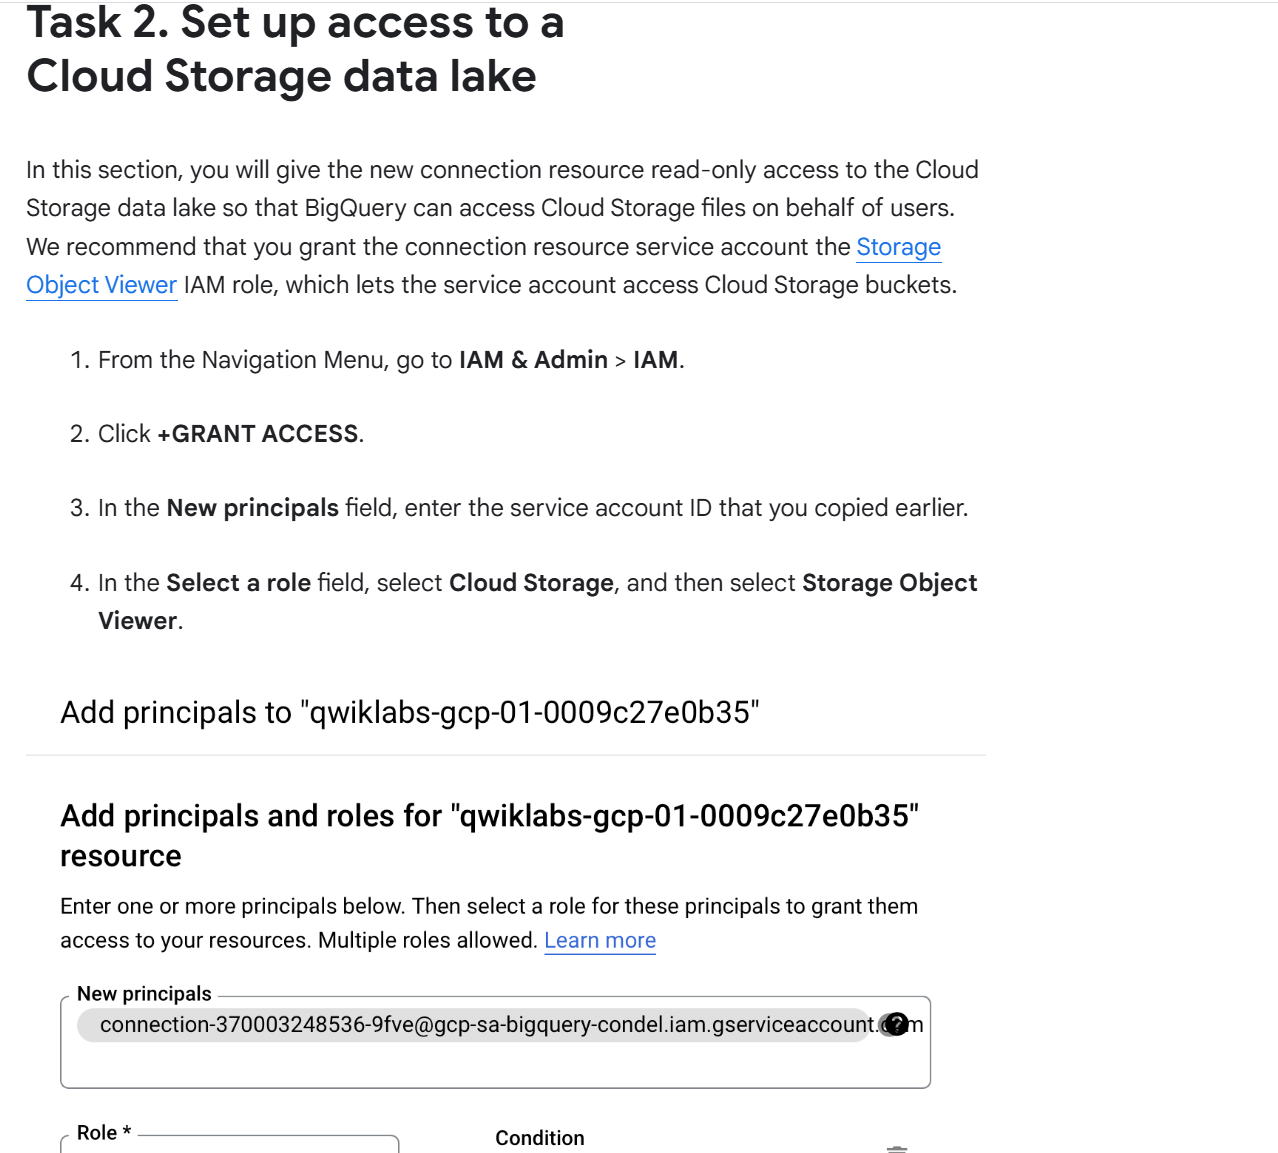 Task 2. Set up access to a
Cloud Storage data lake
In this section, you will give the new connection resource read-only access to the Cloud
Storage data lake so that BigQuery can access Cloud Storage files on behalf of users.
We recommend that you grant the connection resource service account the Storage
Object Viewer IAM role, which lets the service account access Cloud Storage buckets.
1. From the Navigation Menu, go to IAM & Admin > IAM.
2. Click +GRANT ACCESS.
3. In the New principals field, enter the service account ID that you copied earlier.
4. In the Select a role field, select Cloud Storage, and then select Storage Object
Viewer.
Add principals to "qwiklabs-gcp-01-0009c27e0b35"
Add principals and roles for "qwiklabs-gcp-01-0009c27e0b35"
resource
Enter one or more principals below. Then select a role for these principals to grant them
access to your resources. Multiple roles allowed. Learn more
New principals
connection-370003248536-9fve@gcp-sa-bigquery-condel.iam.gserviceaccount.com
Role *
Condition